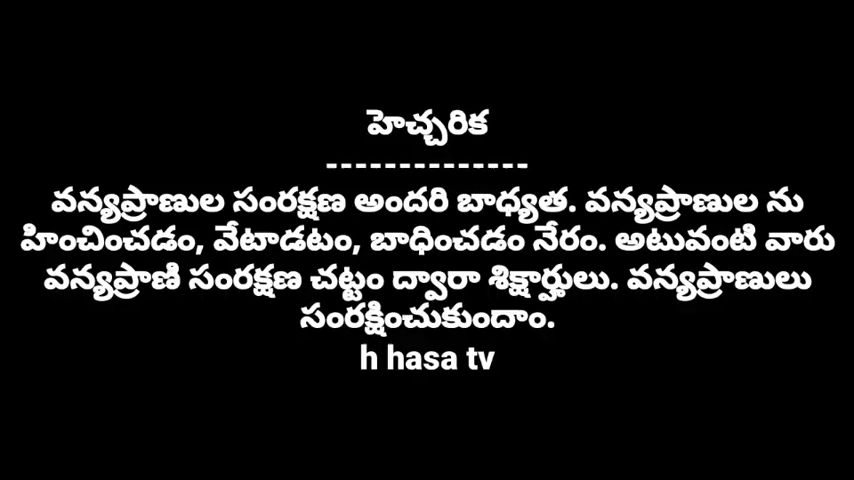 హెచ్చరిక
--------------
వన్యప్రాణుల సంరక్షణ అందరి బాధ్యత. వన్యప్రాణుల ను
హించించడం, వేటాడటం, బాధించడం నేరం. అటువంటి వారు
వన్యప్రాణి సంరక్షణ చట్టం ద్వారా శిక్షార్హులు. వన్యప్రాణులు
సంరక్షించుకుందాం.
h hasa tv